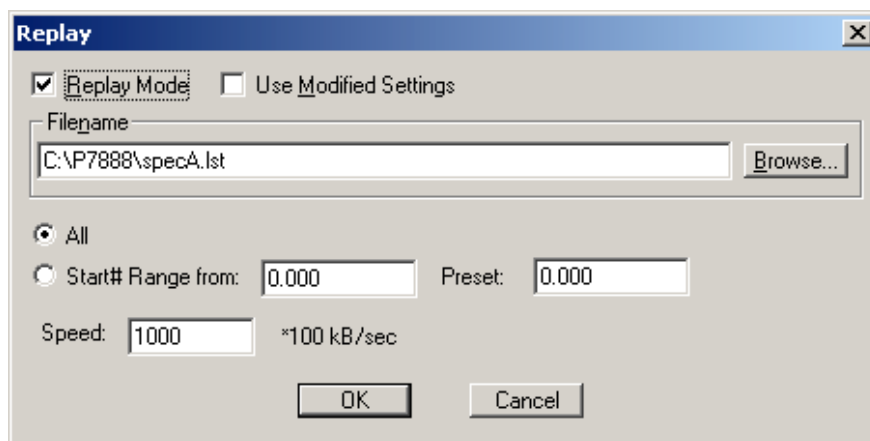 Replay
Replay Mode Use Modified Settings
Filename
C:\P7888\specA.lst Browse...
All
Start# Range from: 0.000 Preset: 0.000
Speed: 1000 *100 kB/sec
OK Cancel